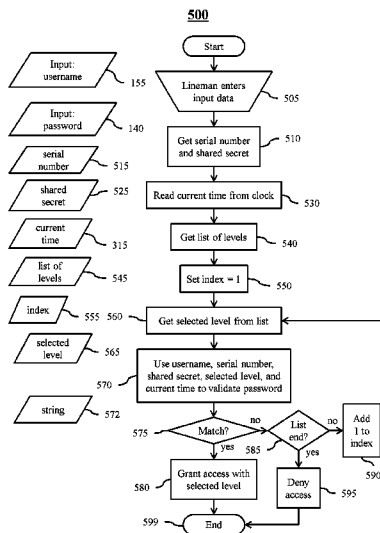 500
Start
Input:
username
155
Lineman enters
input data
505
Input:
password
140
Get serial number
and shared secret
510
serial
number
515
shared
secret
525
Read current time from clock
530
current
time
315
Get list of levels
540
list of
levels
545
Set index = 1
550
index
555
560
Get selected level from list
selected
level
565
570
Use username, serial number,
shared secret, selected level, and
current time to validate password
string
572
575
Match?
no
yes
List
end?
585
no
yes
Add
1 to
index
590
580
Grant access with
selected level
Deny
access
595
599
End